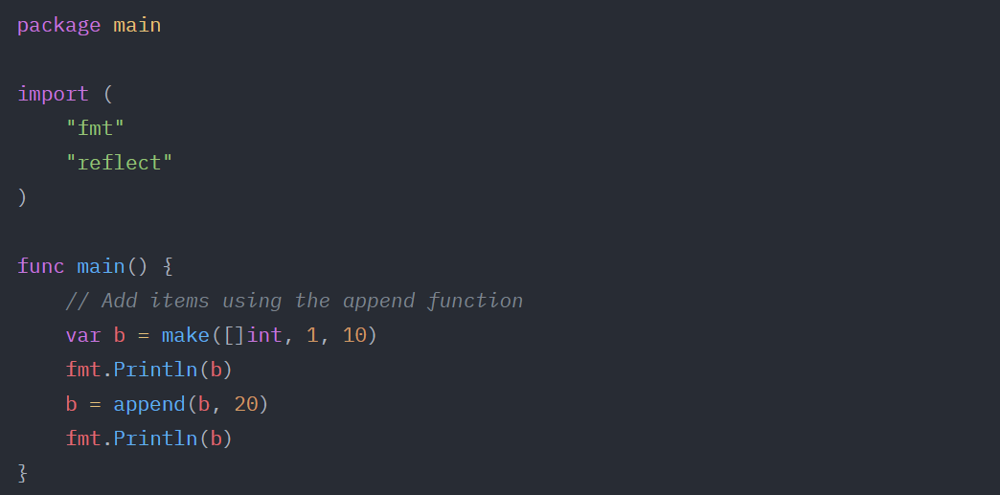 package main
import (
"fmt"
"reflect"
)
func main() {
// Add items using the append function
var b = make([]int, 1, 10)
fmt.Println(b)
b = append(b, 20)
fmt.Println(b)
}